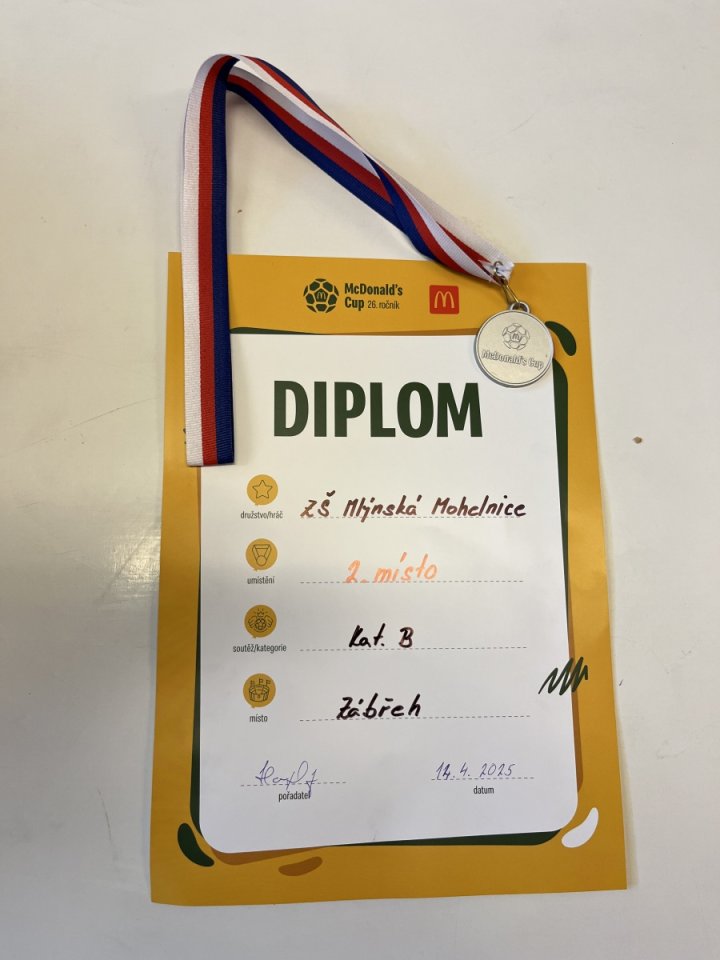 McDonald's
Cup 26. ročník
McDonald's Cup
DIPLOM
družstvo/hráč ZŠ Mlýnská Mohelnice
umístění 2. místo
soutěž/kategorie Kat. B
místo Zábřeh
14.4.2025
pořadatel datum